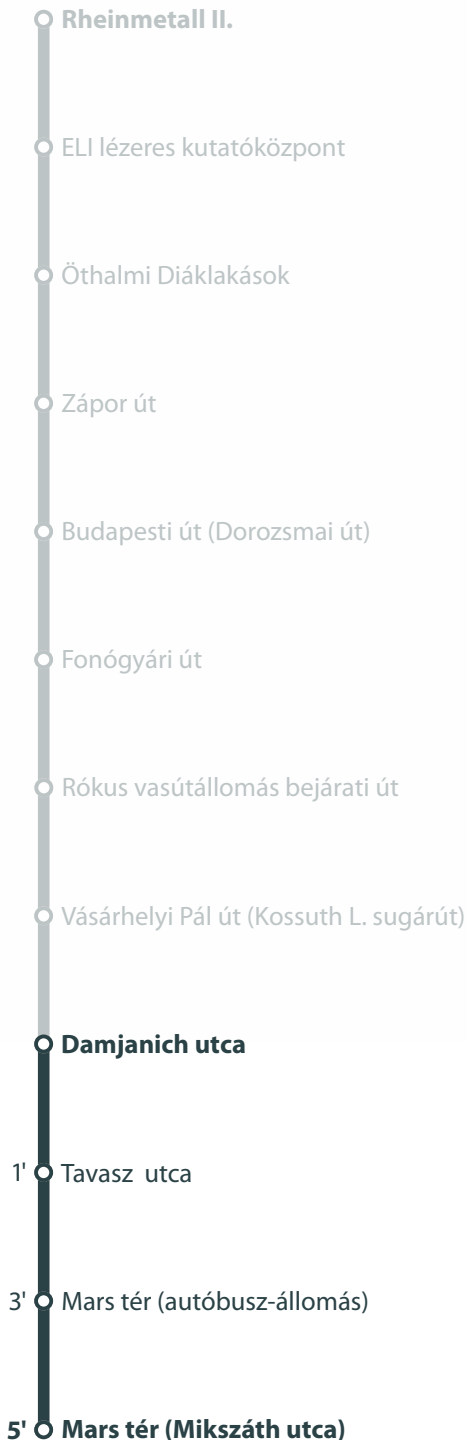 Rheinmetall II.
ELI lézeres kutatóközpont
Öthalmi Diáklakások
Zápor út
Budapesti út (Dorozsmai út)
Fonógyári út
Rókus vasútállomás bejárati út
Vásárhelyi Pál út (Kossuth L. sugárút)
Damjanich utca
1' Tavasz utca
3' Mars tér (autóbusz-állomás)
5' Mars tér (Mikszáth utca)